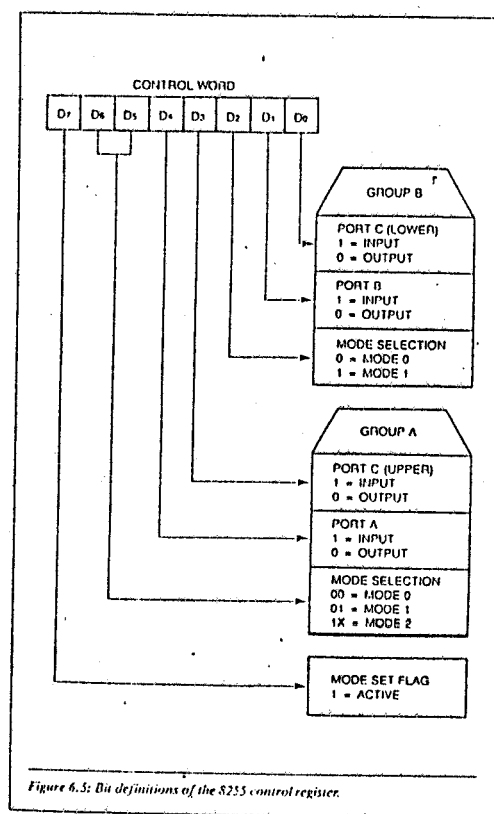 CONTROL WORD
D7 D6 D5 D4 D3 D2 D1 D0
GROUP B
PORT C (LOWER)
1 = INPUT
0 = OUTPUT
PORT B
1 = INPUT
0 = OUTPUT
MODE SELECTION
0 = MODE 0
1 = MODE 1
GROUP A
PORT C (UPPER)
1 = INPUT
0 = OUTPUT
PORT A
1 = INPUT
0 = OUTPUT
MODE SELECTION
00 = MODE 0
01 = MODE 1
1X = MODE 2
MODE SET FLAG
1 = ACTIVE
Figure 6.5: Bit definitions of the 8255 control register.